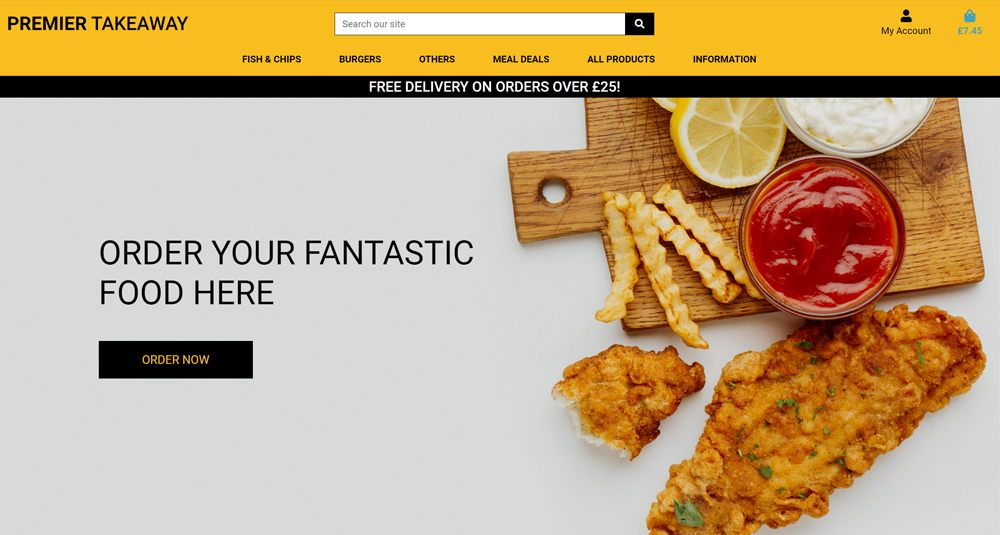 PREMIER TAKEAWAY
Search our site
My Account
£7.45
FISH & CHIPS
BURGERS
OTHERS
MEAL DEALS
ALL PRODUCTS
INFORMATION
FREE DELIVERY ON ORDERS OVER £25!
ORDER YOUR FANTASTIC
FOOD HERE
ORDER NOW